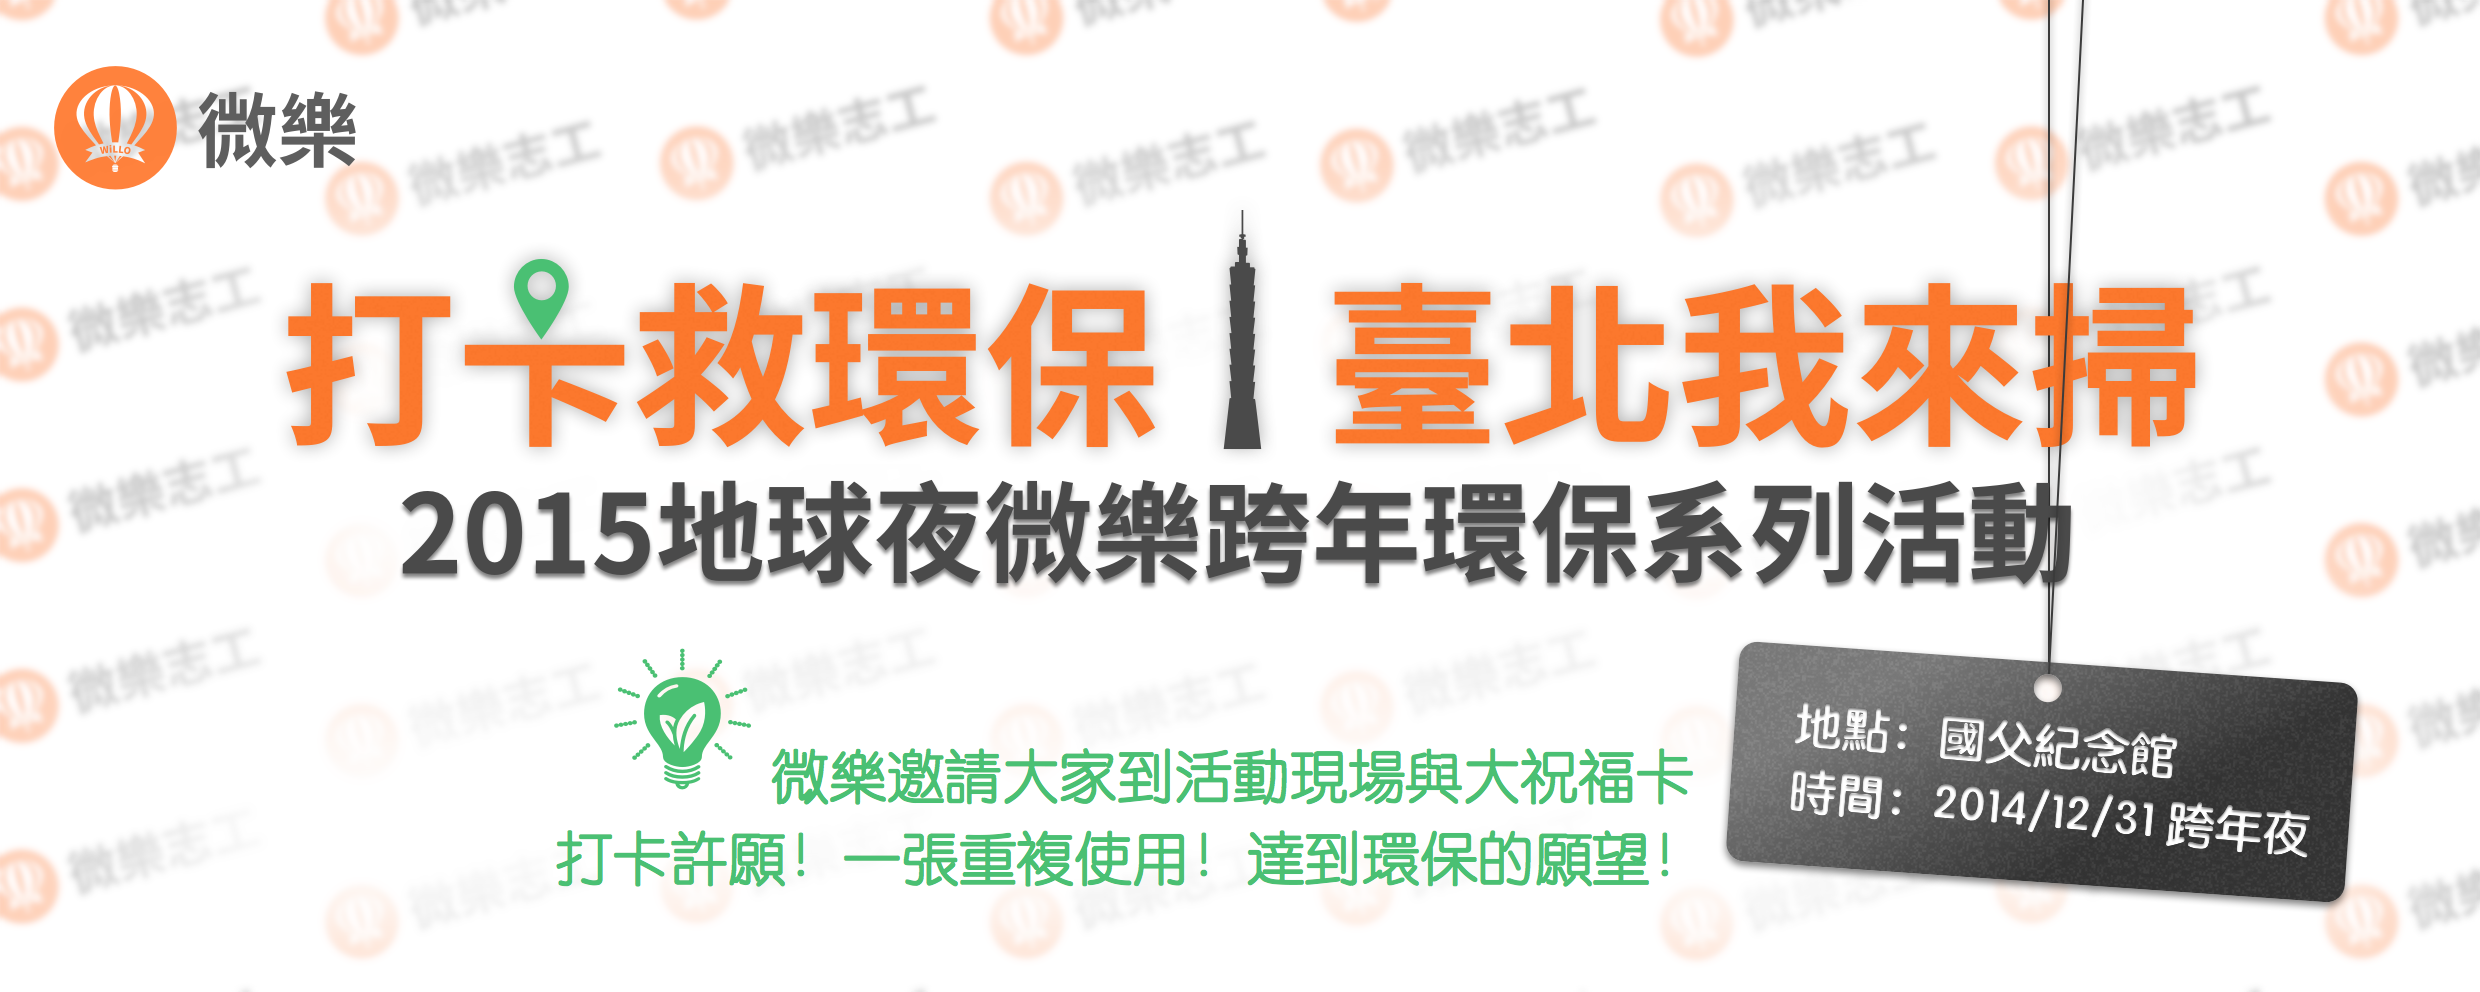 微樂
WILLO
打卡救環保 臺北我來掃
2015地球夜微樂跨年環保系列活動
微樂邀請大家到活動現場與大祝福卡
打卡許願！一張重複使用！達到環保的願望！
地點：國父紀念館
時間：2014/12/31 跨年夜
微樂志工